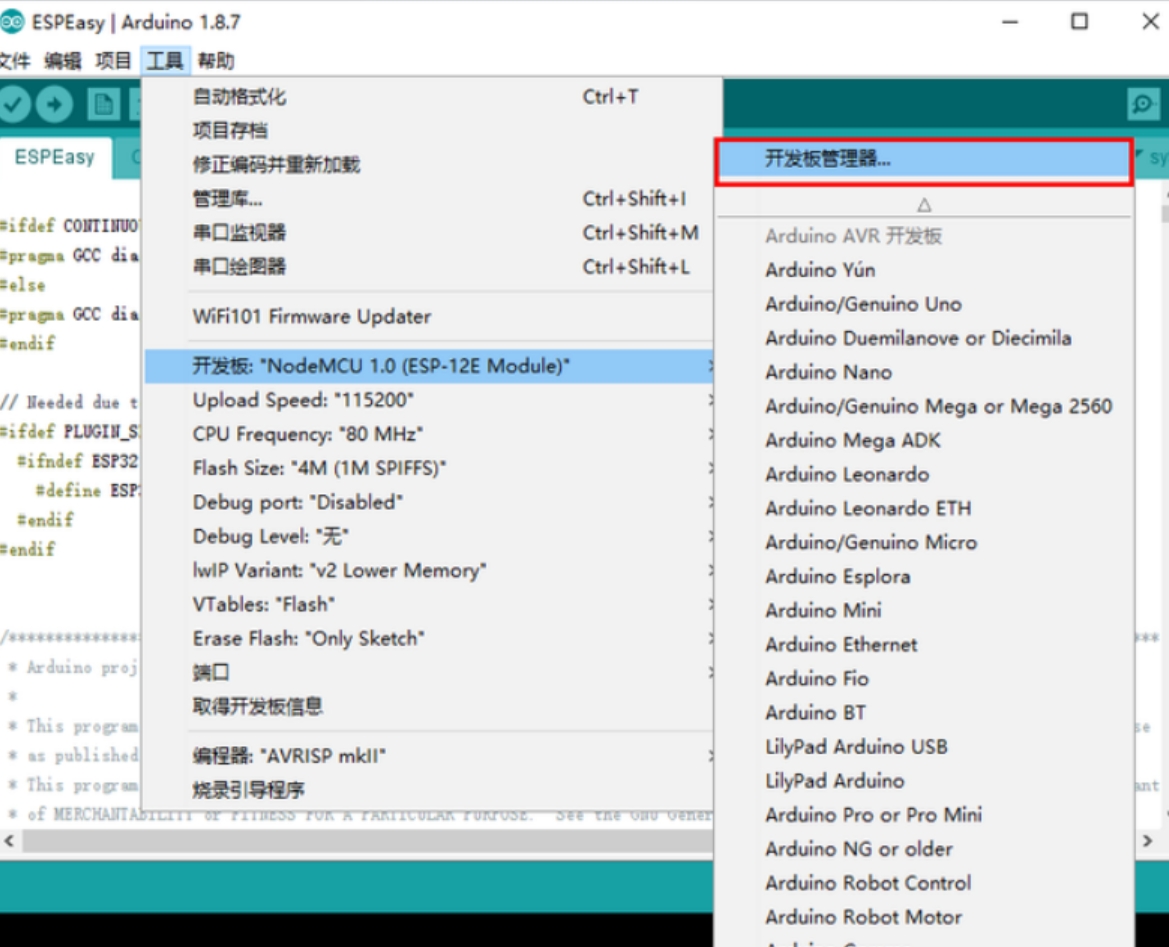 ESPEasy | Arduino 1.8.7
文件 编辑 项目 工具 帮助
自动格式化 Ctrl+T
项目存档
修正编码并重新加载
管理库... Ctrl+Shift+I
串口监视器 Ctrl+Shift+M
串口绘图器 Ctrl+Shift+L
WiFi101 Firmware Updater
开发板: "NodeMCU 1.0 (ESP-12E Module)"
Upload Speed: "115200"
CPU Frequency: "80 MHz"
Flash Size: "4M (1M SPIFFS)"
Debug port: "Disabled"
Debug Level: "无"
lwIP Variant: "v2 Lower Memory"
VTables: "Flash"
Erase Flash: "Only Sketch"
端口
取得开发板信息
编程器: "AVRISP mkII"
烧录引导程序
开发板管理器...
Arduino AVR 开发板
Arduino Yún
Arduino/Genuino Uno
Arduino Duemilanove or Diecimila
Arduino Nano
Arduino/Genuino Mega or Mega 2560
Arduino Mega ADK
Arduino Leonardo
Arduino Leonardo ETH
Arduino/Genuino Micro
Arduino Esplora
Arduino Mini
Arduino Ethernet
Arduino Fio
Arduino BT
LilyPad Arduino USB
LilyPad Arduino
Arduino Pro or Pro Mini
Arduino NG or older
Arduino Robot Control
Arduino Robot Motor
ESPEasy
#ifdef CONTINUO
#pragma GCC dia
#else
#pragma GCC dia
#endif
// Needed due t
#ifdef PLUGIN_S
#ifndef ESP32
#define ESP
#endif
#endif
/***************
* Arduino proj
*
* This program
* as published
* This program
* of MERCHANTABILITY or FITNESS FOR A PARTICULAR PURPOSE. See the GNU Gener